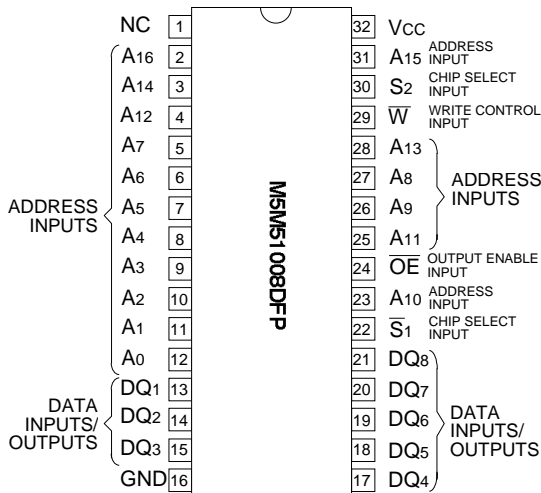 NC 1
A16 2
A14 3
A12 4
A7 5
A6 6
A5 7
A4 8
A3 9
A2 10
A1 11
A0 12
DQ1 13
DQ2 14
DQ3 15
GND 16
ADDRESS
INPUTS
DATA
INPUTS/
OUTPUTS
M5M51008DFP
32 VCC
31 A15 ADDRESS
INPUT
30 S2 CHIP SELECT
INPUT
29 W̅ WRITE CONTROL
INPUT
28 A13
27 A8
26 A9
25 A11
ADDRESS
INPUTS
24 O̅E̅ OUTPUT ENABLE
INPUT
23 A10 ADDRESS
INPUT
22 S̅1 CHIP SELECT
INPUT
21 DQ8
20 DQ7
19 DQ6
18 DQ5
17 DQ4
DATA
INPUTS/
OUTPUTS